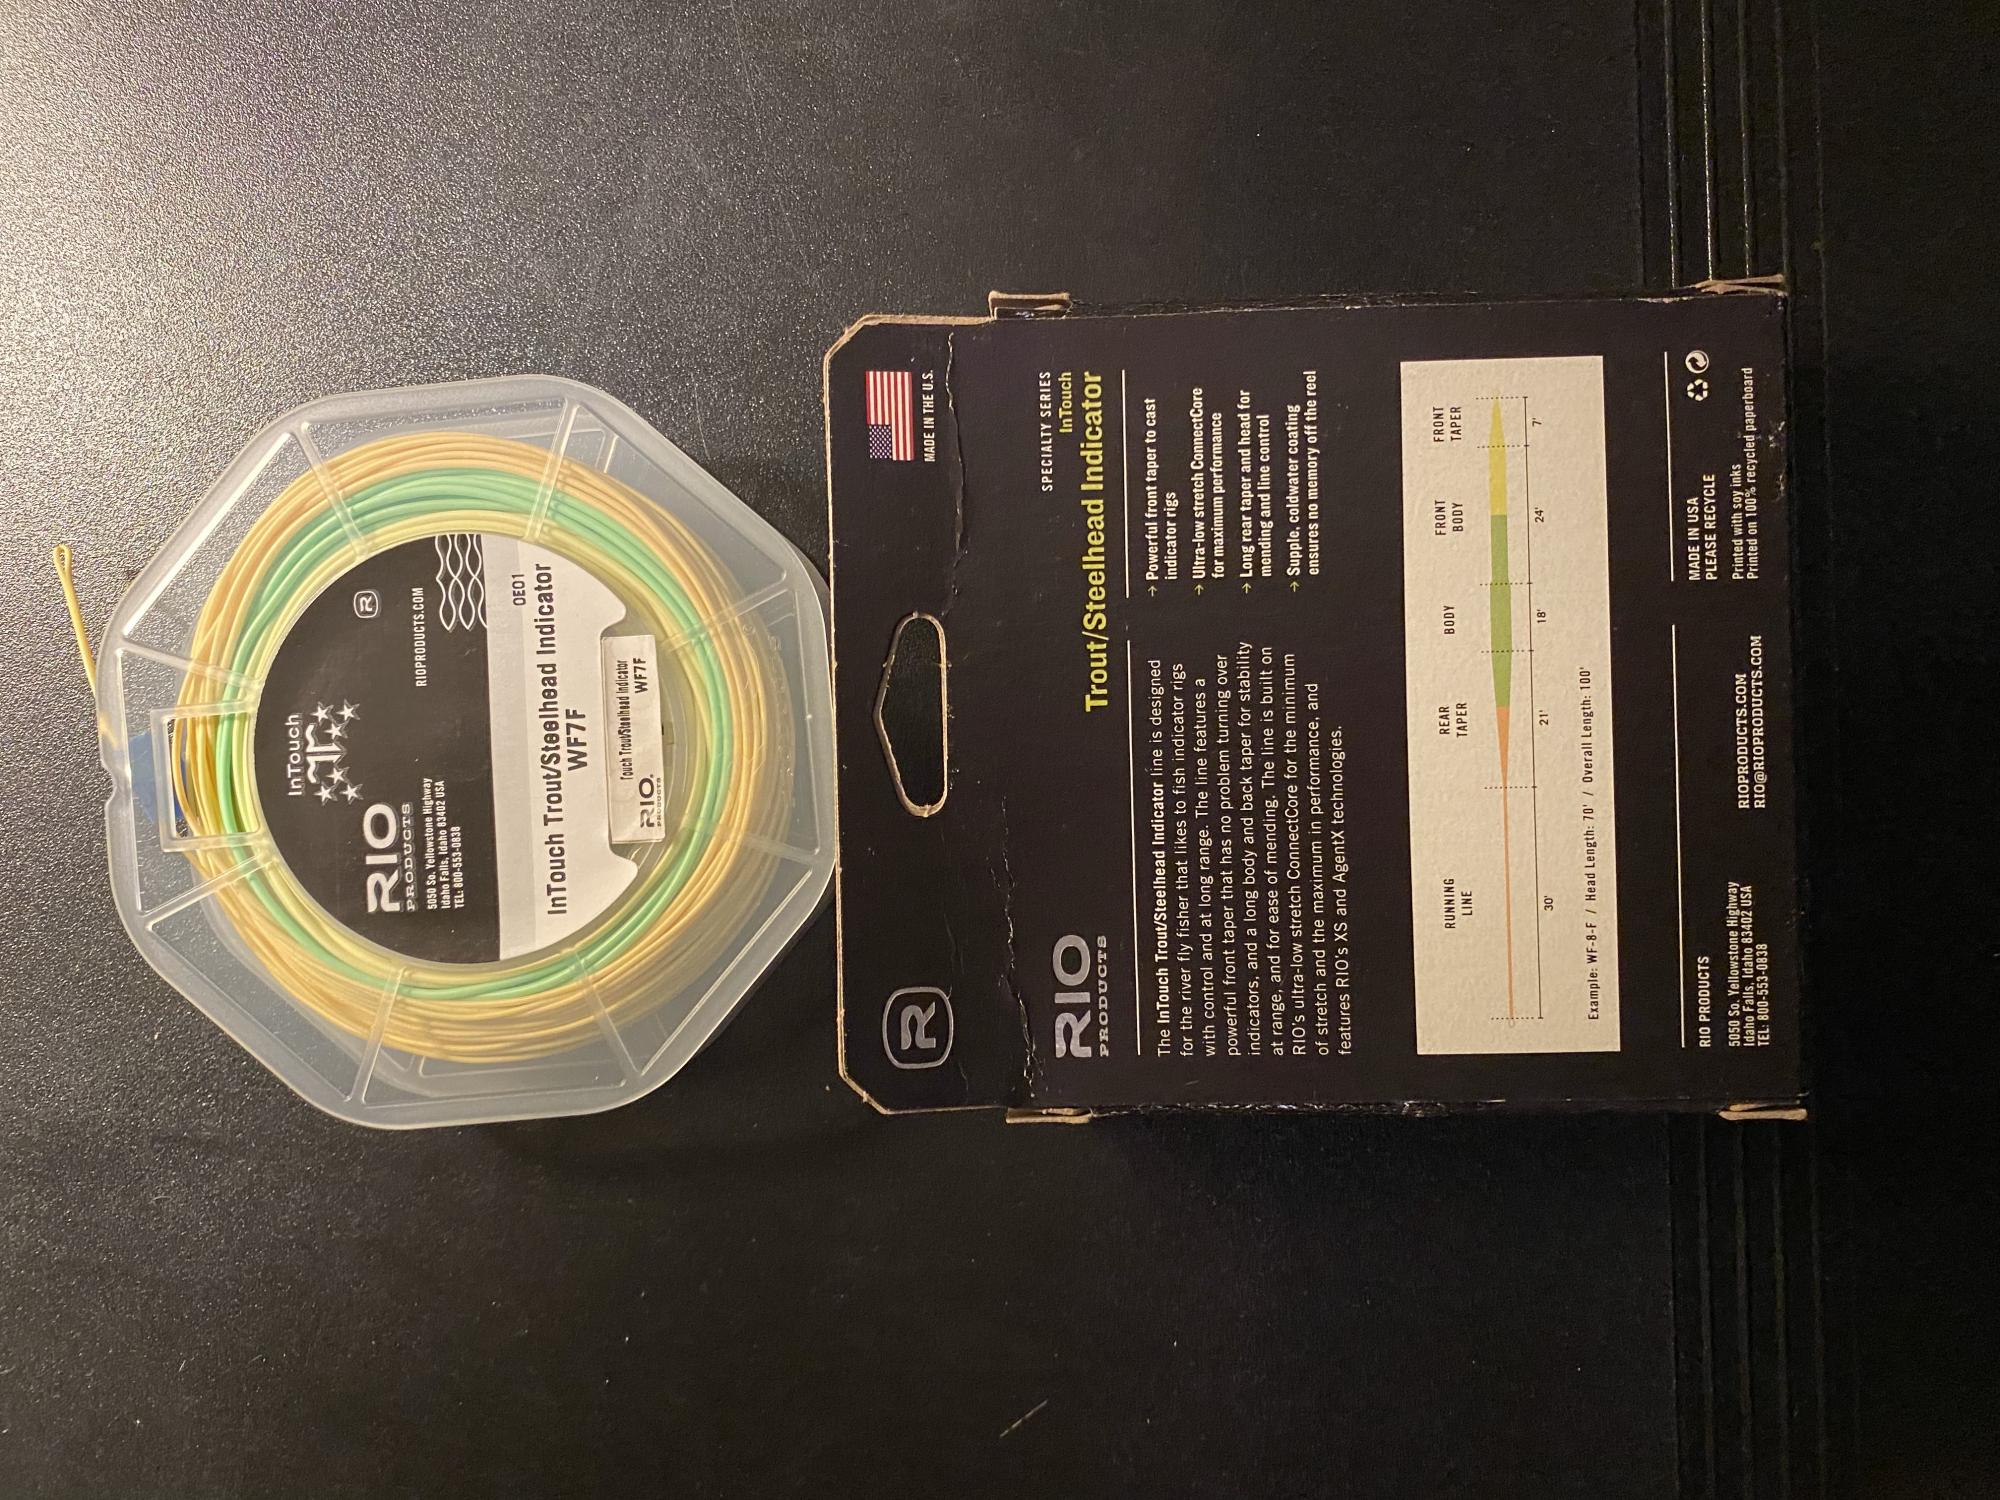 InTouch
RIO
PRODUCTS
5050 So. Yellowstone Highway
Idaho Falls, Idaho 83402 USA
TEL: 800-553-0838
R
RIOPRODUCTS.COM
OE01
InTouch Trout/Steelhead Indicator
WF7F
RIO.
PRODUCTS
Touch Trout/Steelhead Indicator
WF7F
R
MADE IN THE U.S.
RIO
PRODUCTS
SPECIALTY SERIES
InTouch
Trout/Steelhead Indicator
The InTouch Trout/Steelhead Indicator line is designed
for the river fly fisher that likes to fish indicator rigs
with control and at long range. The line features a
powerful front taper that has no problem turning over
indicators, and a long body and back taper for stability
at range, and for ease of mending. The line is built on
RIO's ultra-low stretch ConnectCore for the minimum
of stretch and the maximum in performance, and
features RIO's XS and AgentX technologies.
→ Powerful front taper to cast
indicator rigs
→ Ultra-low stretch ConnectCore
for maximum performance
→ Long rear taper and head for
mending and line control
→ Supple, coldwater coating
ensures no memory off the reel
RUNNING
LINE
REAR
TAPER
BODY
FRONT
BODY
FRONT
TAPER
30'
21'
18'
24'
7'
Example: WF-8-F / Head Length: 70' / Overall Length: 100'
RIO PRODUCTS
5050 So. Yellowstone Highway
Idaho Falls, Idaho 83402 USA
TEL: 800-553-0838
RIOPRODUCTS.COM
RIO@RIOPRODUCTS.COM
MADE IN USA
PLEASE RECYCLE
Printed with soy inks
Printed on 100% recycled paperboard